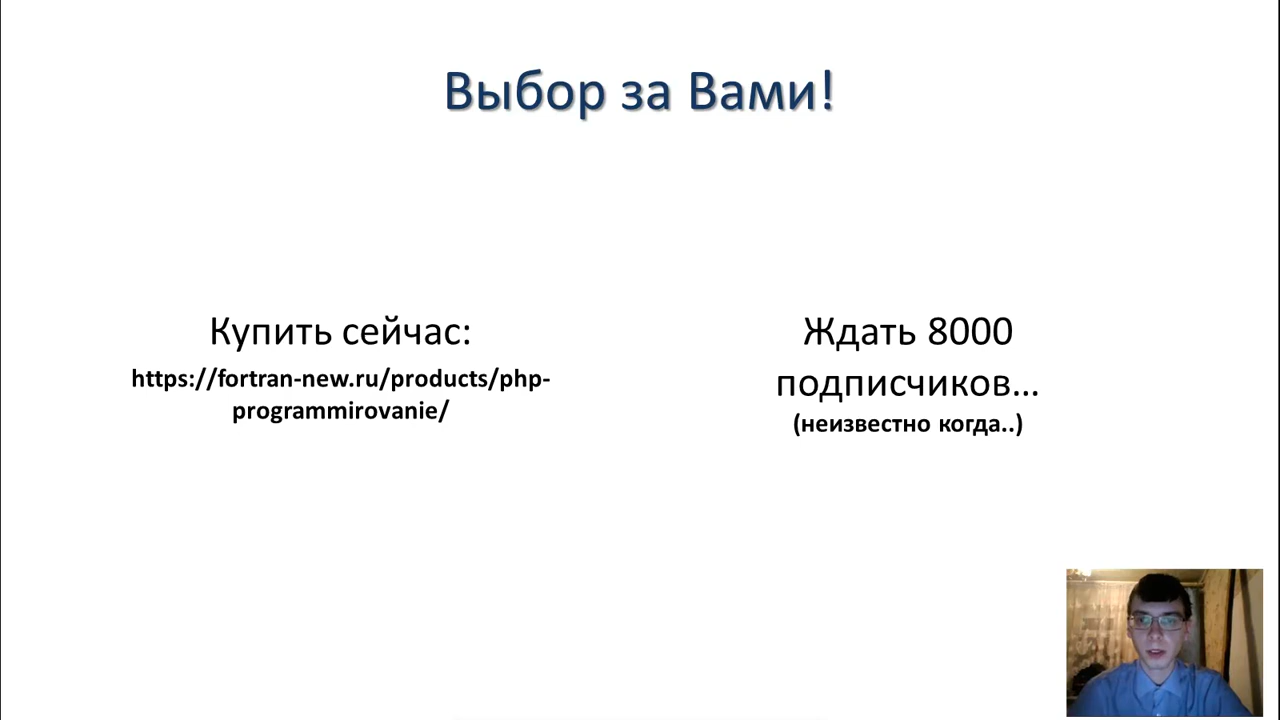 Выбор за Вами!
Купить сейчас:
https://fortran-new.ru/products/php-
programmirovanie/
Ждать 8000
подписчиков...
(неизвестно когда..)